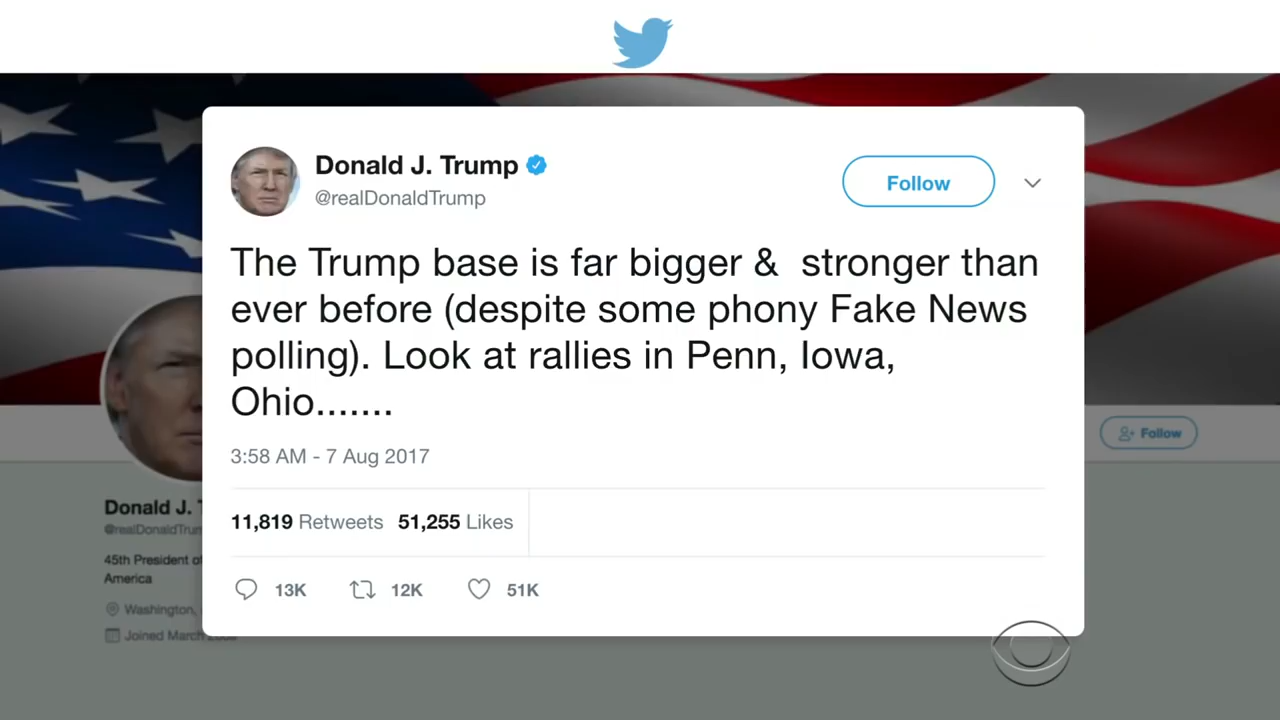 Donald J. Trump
@realDonaldTrump
Follow
The Trump base is far bigger &  stronger than
ever before (despite some phony Fake News
polling). Look at rallies in Penn, Iowa,
Ohio.......
3:58 AM - 7 Aug 2017
11,819 Retweets 51,255 Likes
13K 12K 51K
Follow
Donald J.
@realDonaldTrum
45th President of
America
Washington,
Joined March